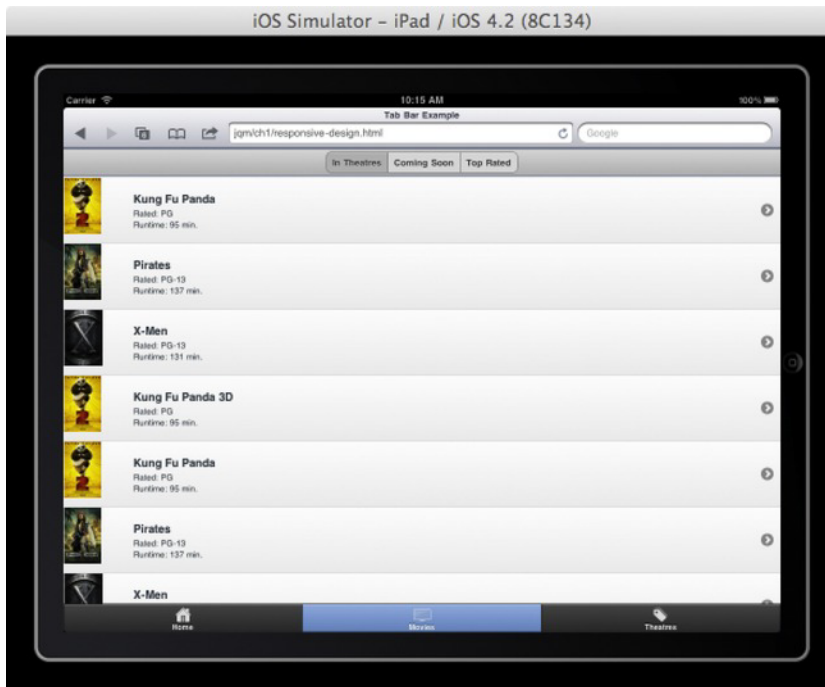 iOS Simulator – iPad / iOS 4.2 (8C134)
Carrier 10:15 AM 100%
Tab Bar Example
jqm/ch1/responsive-design.html Google
In Theatres Coming Soon Top Rated
Kung Fu Panda
Rated: PG
Runtime: 95 min.
2
Pirates
Rated: PG-13
Runtime: 137 min.
X-Men
Rated: PG-13
Runtime: 131 min.
Kung Fu Panda 3D
Rated: PG
Runtime: 95 min.
2
Kung Fu Panda
Rated: PG
Runtime: 95 min.
2
Pirates
Rated: PG-13
Runtime: 137 min.
X-Men
Home Movies Theatres